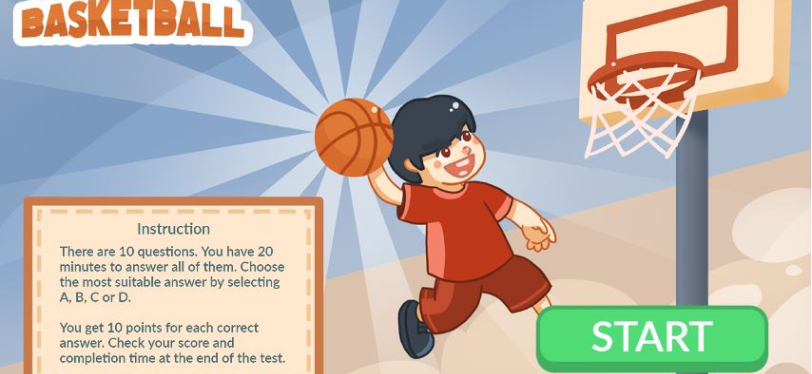 BASKETBALL
Instruction
There are 10 questions. You have 20
minutes to answer all of them. Choose
the most suitable answer by selecting
A, B, C or D.
You get 10 points for each correct
answer. Check your score and
completion time at the end of the test.
START